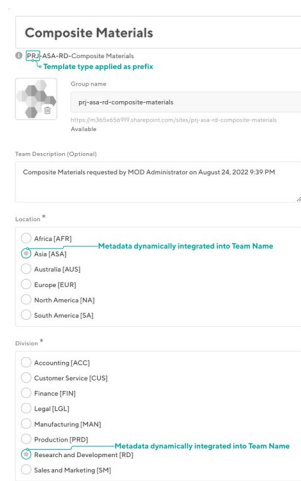 Composite Materials
PRJ-ASA-RD-Composite Materials
Template type applied as prefix
Group name
prj-asa-rd-composite-materials
https://m365x656919.sharepoint.com/sites/prj-asa-rd-composite-materials
Available
Team Description (Optional)
Composite Materials requested by MOD Administrator on August 24, 2022 9:39 PM
Location *
Africa [AFR]
Metadata dynamically integrated into Team Name
Asia [ASA]
Australia [AUS]
Europe [EUR]
North America [NA]
South America [SA]
Division *
Accounting [ACC]
Customer Service [CUS]
Finance [FIN]
Legal [LGL]
Manufacturing [MAN]
Production [PRD]
Metadata dynamically integrated into Team Name
Research and Development [RD]
Sales and Marketing [SM]